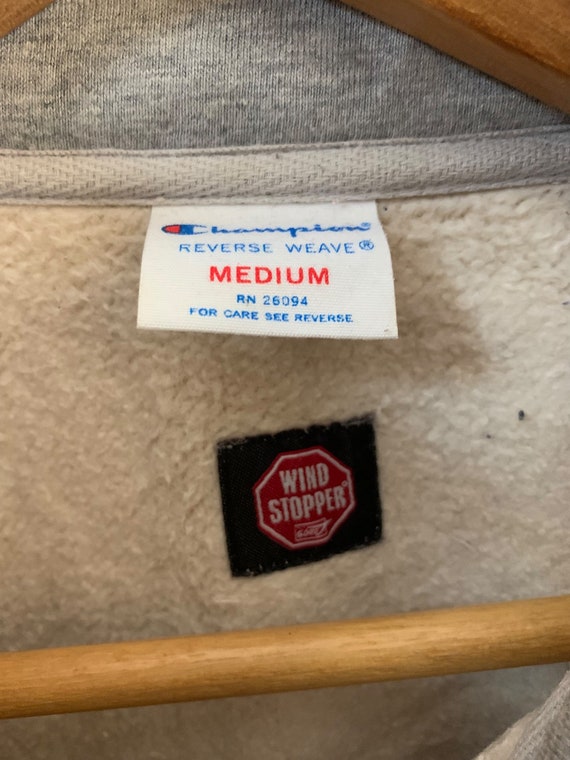 Champion
REVERSE WEAVE®
MEDIUM
RN 26094
FOR CARE SEE REVERSE
WIND
STOPPER®